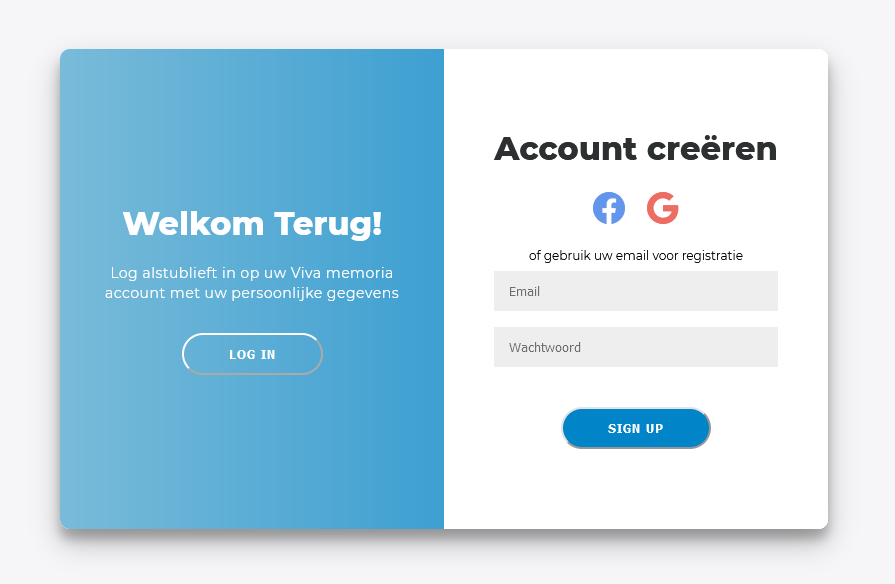 Welkom Terug!
Log alstublieft in op uw Viva memoria
account met uw persoonlijke gegevens
LOG IN
Account creëren
of gebruik uw email voor registratie
Email
Wachtwoord
SIGN UP